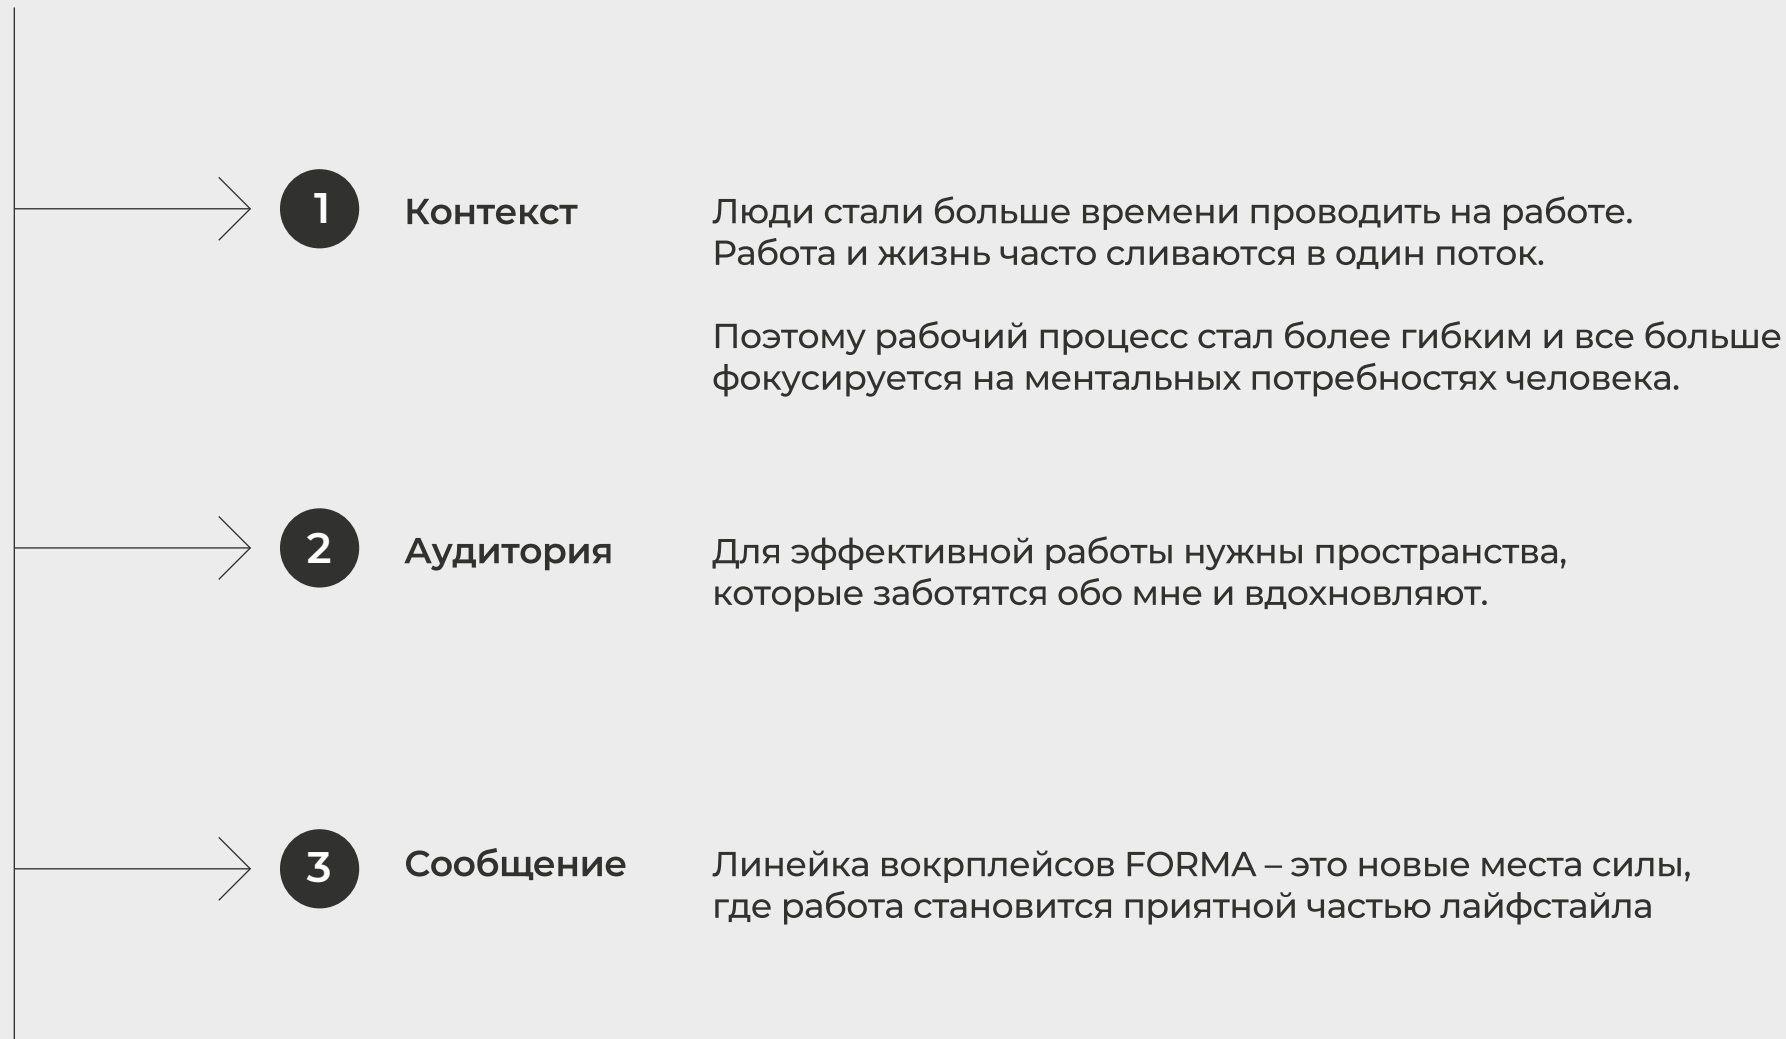 1
Контекст
Люди стали больше времени проводить на работе.
Работа и жизнь часто сливаются в один поток.
Поэтому рабочий процесс стал более гибким и все больше
фокусируется на ментальных потребностях человека.
2
Аудитория
Для эффективной работы нужны пространства,
которые заботятся обо мне и вдохновляют.
3
Сообщение
Линейка вокрплейсов FORMA – это новые места силы,
где работа становится приятной частью лайфстайла